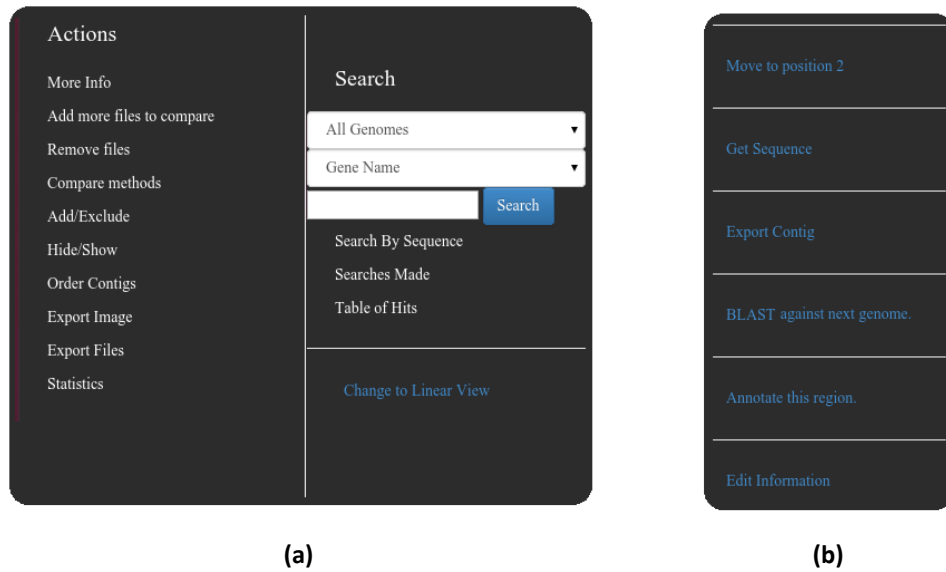 Actions
More Info
Add more files to compare
Remove files
Compare methods
Add/Exclude
Hide/Show
Order Contigs
Export Image
Export Files
Statistics
Search
All Genomes
Gene Name
Search
Search By Sequence
Searches Made
Table of Hits
Change to Linear View
(a)
Move to position 2
Get Sequence
Export Contig
BLAST against next genome.
Annotate this region.
Edit Information
(b)